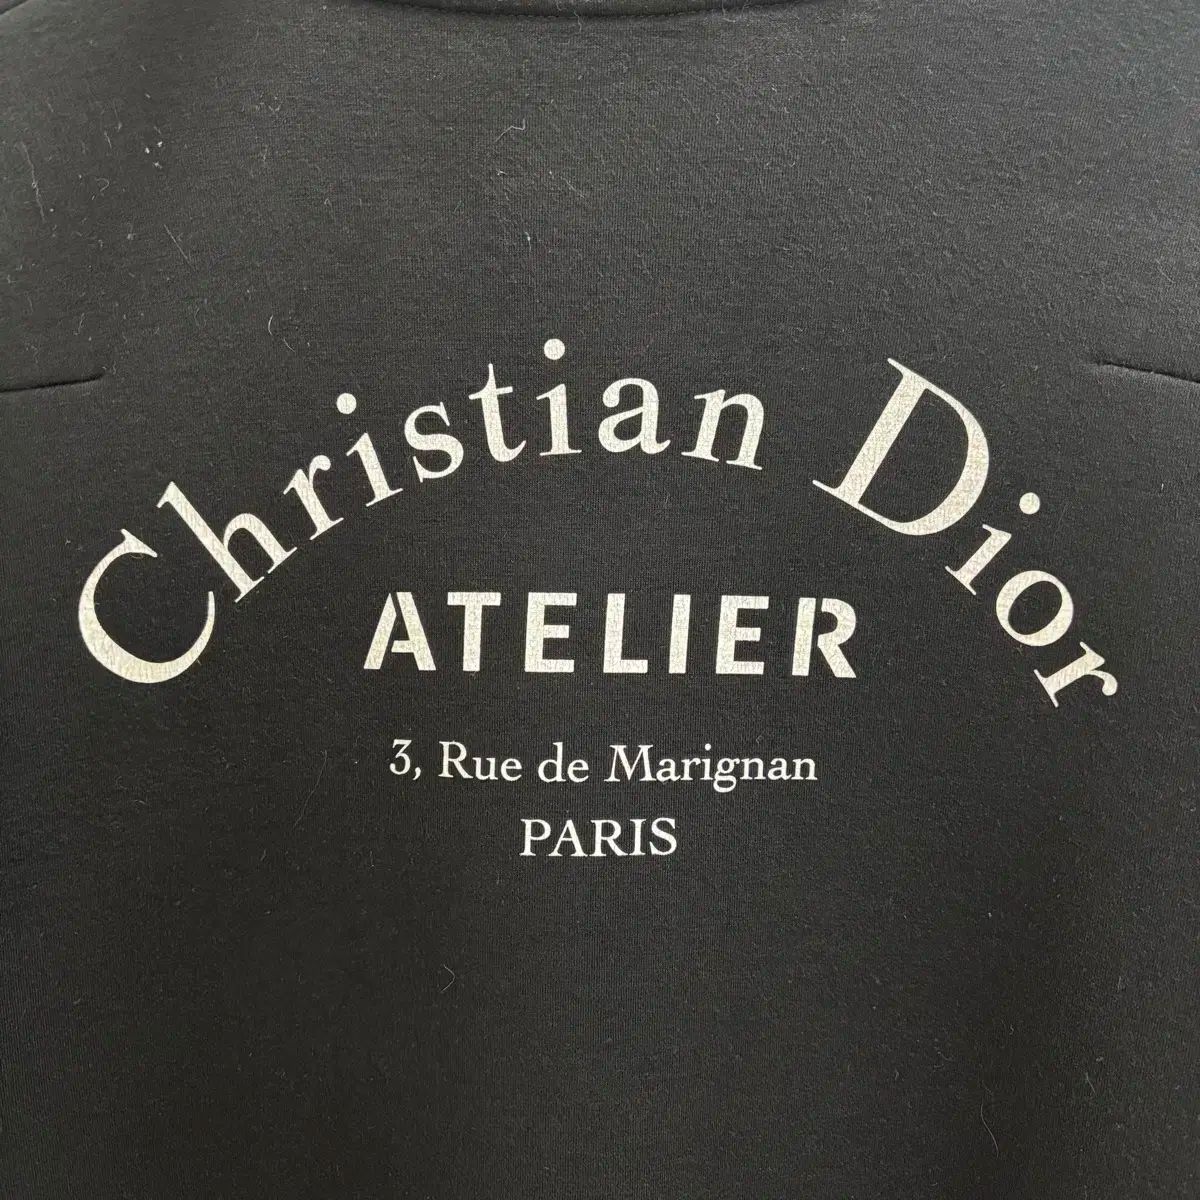 Christian Dior
ATELIER
3, Rue de Marignan
PARIS